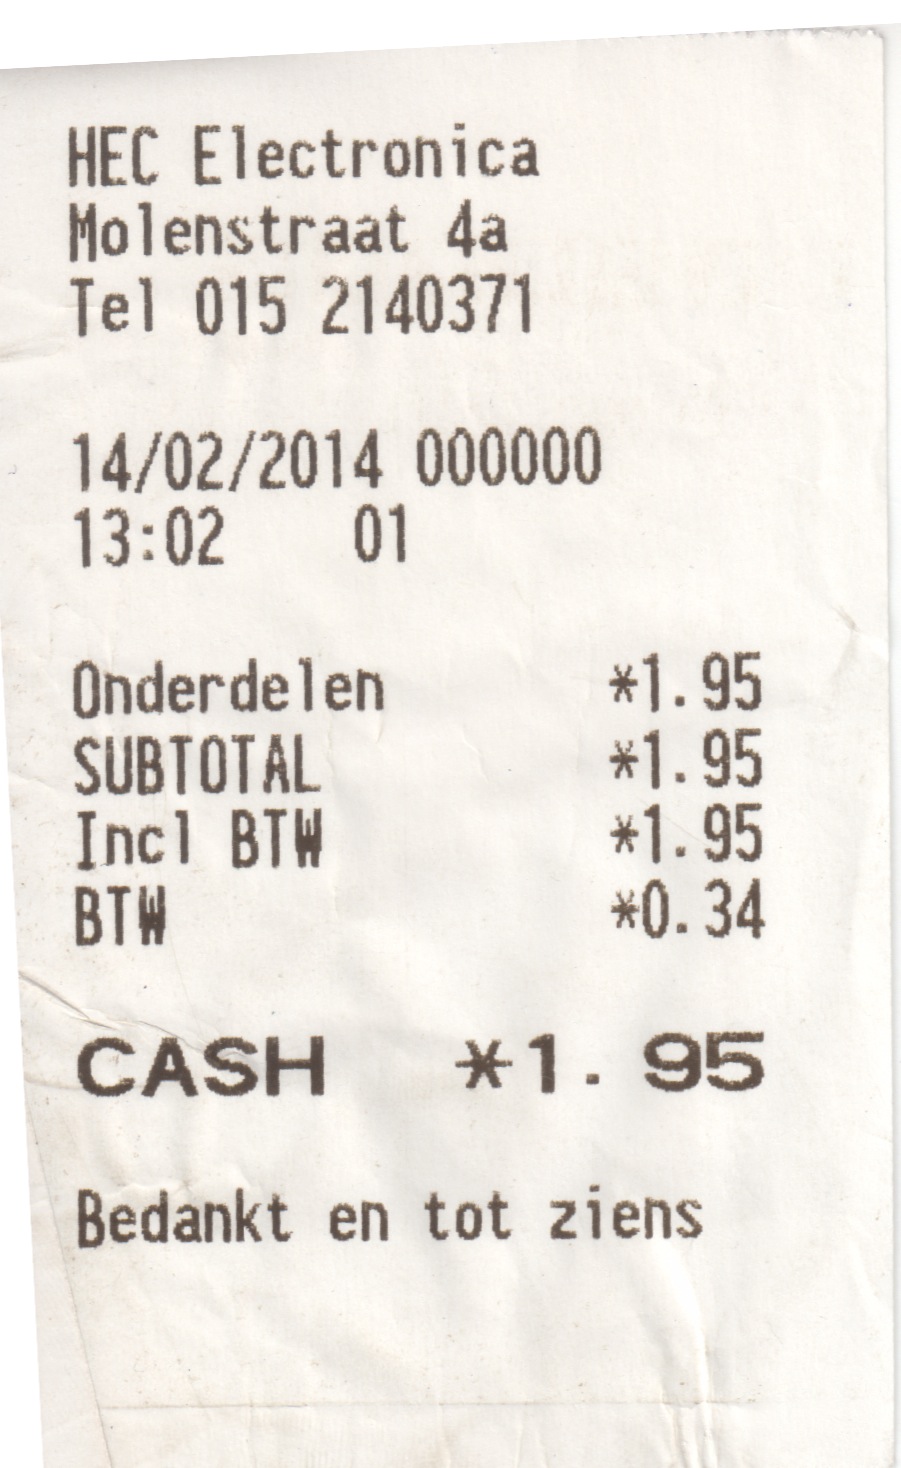 HEC Electronica
Molenstraat 4a
Tel 015 2140371
14/02/2014 000000
13:02 01
Onderdelen *1.95
SUBTOTAL *1.95
Incl BTW *1.95
BTW *0.34
CASH *1.95
Bedankt en tot ziens